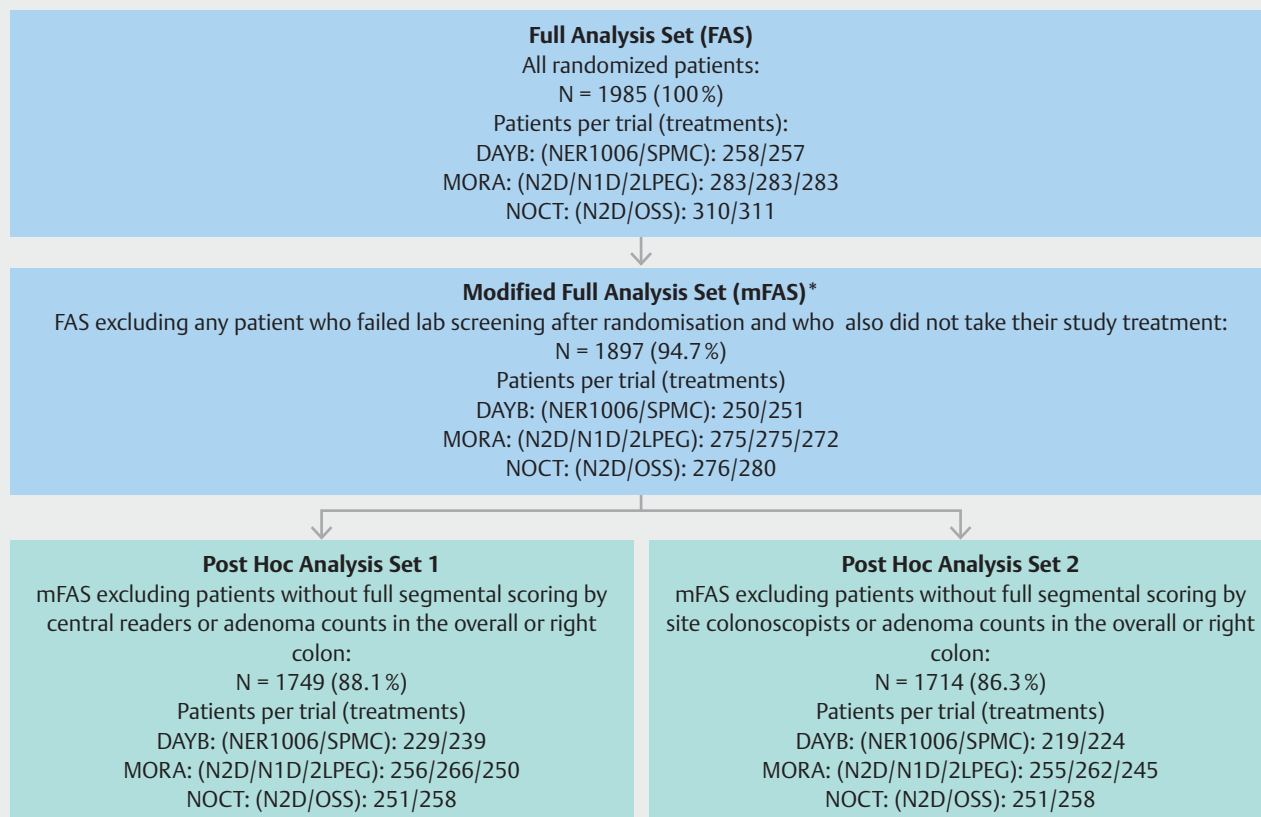 Full Analysis Set (FAS)
All randomized patients:
N = 1985 (100 %)
Patients per trial (treatments):
DAYB: (NER1006/SPMC): 258/257
MORA: (N2D/N1D/2LPEG): 283/283/283
NOCT: (N2D/OSS): 310/311
Modified Full Analysis Set (mFAS)*
FAS excluding any patient who failed lab screening after randomisation and who also did not take their study treatment:
N = 1897 (94.7 %)
Patients per trial (treatments)
DAYB: (NER1006/SPMC): 250/251
MORA: (N2D/N1D/2LPEG): 275/275/272
NOCT: (N2D/OSS): 276/280
Post Hoc Analysis Set 1
mFAS excluding patients without full segmental scoring by
central readers or adenoma counts in the overall or right
colon:
N = 1749 (88.1 %)
Patients per trial (treatments)
DAYB: (NER1006/SPMC): 229/239
MORA: (N2D/N1D/2LPEG): 256/266/250
NOCT: (N2D/OSS): 251/258
Post Hoc Analysis Set 2
mFAS excluding patients without full segmental scoring by
site colonoscopists or adenoma counts in the overall or right
colon:
N = 1714 (86.3 %)
Patients per trial (treatments)
DAYB: (NER1006/SPMC): 219/224
MORA: (N2D/N1D/2LPEG): 255/262/245
NOCT: (N2D/OSS): 251/258